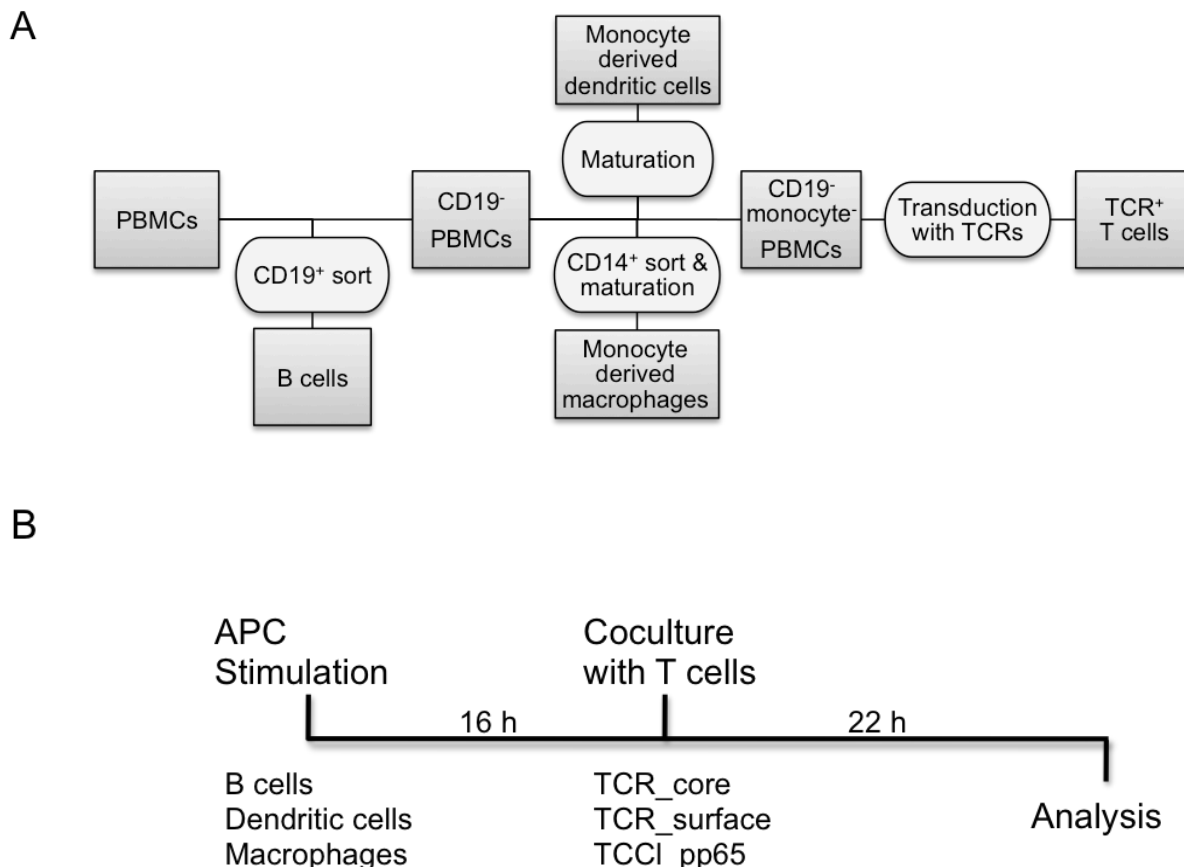 A
Monocyte
derived
dendritic cells
Maturation
PBMCs
CD19⁺ sort
B cells
CD19⁻
PBMCs
CD14⁺ sort &
maturation
Monocyte
derived
macrophages
CD19⁻
monocyte⁻
PBMCs
Transduction
with TCRs
TCR⁺
T cells
B
APC
Stimulation
Coculture
with T cells
16 h
22 h
B cells
Dendritic cells
Macrophages
TCR_core
TCR_surface
TCCI_pp65
Analysis